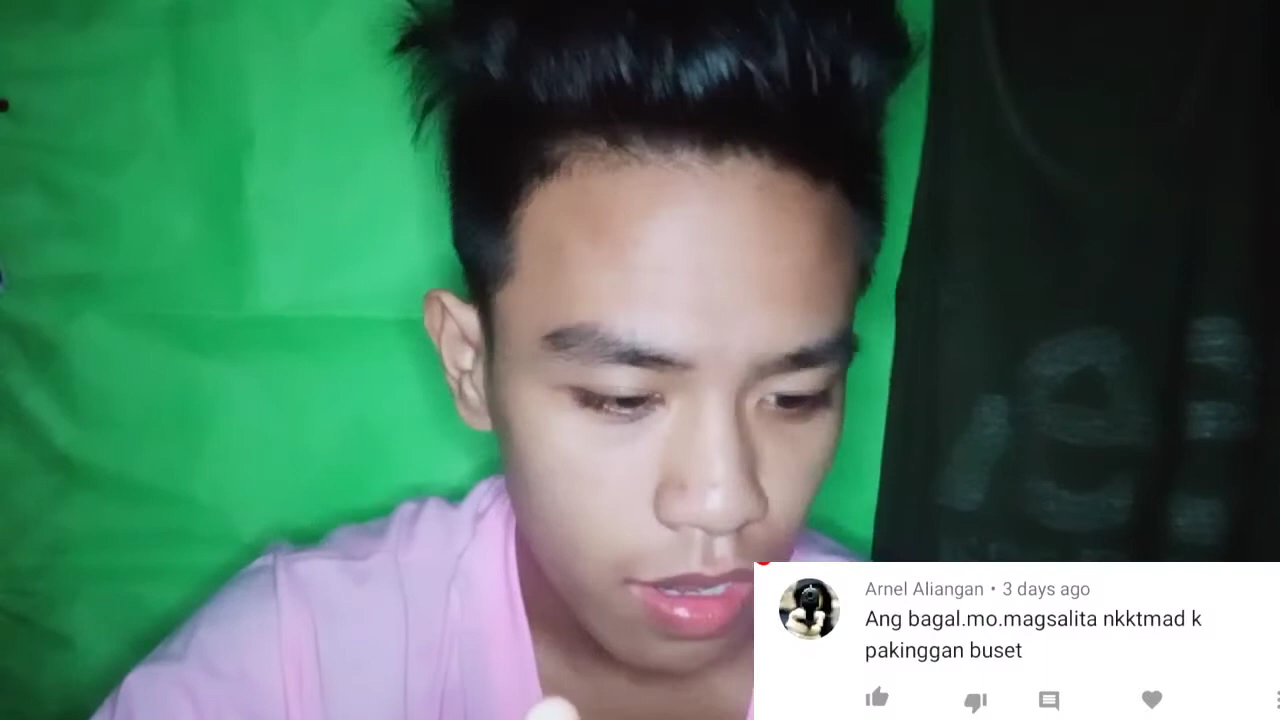 Arnel Aliangan • 3 days ago
Ang bagal.mo.magsalita nkktmad k
pakinggan buset